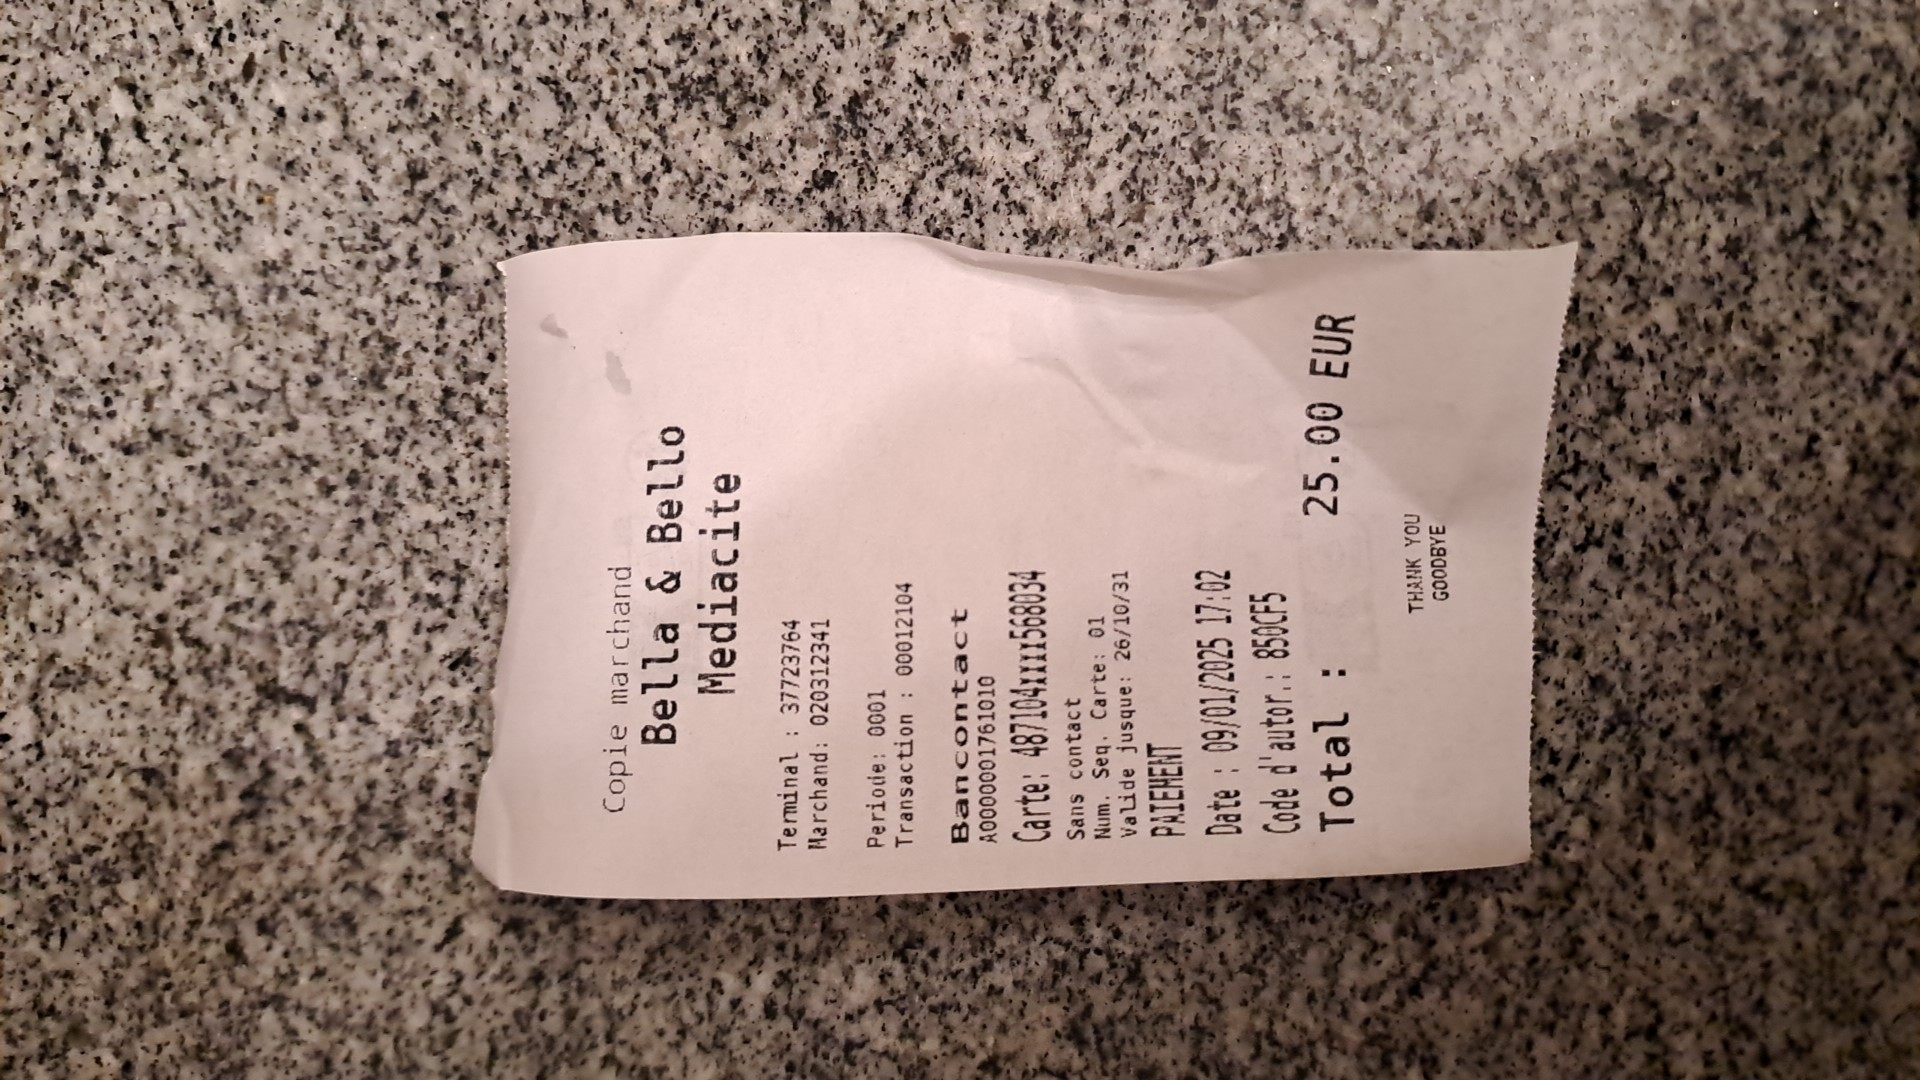 Copie marchand
Bella & Bello
Mediacite
Terminal : 37723764
Marchand: 020312341
Periode: 0001
Transaction : 00012104
Bancontact
A0000001761010
Carte: 487104xxxx568034
Sans contact
Num. Seq. Carte: 01
Valide jusque: 26/10/31
PAIEMENT
Date : 09/01/2025 17:02
Code d'autor.: 850CF5
Total : 25.00 EUR
THANK YOU
GOODBYE